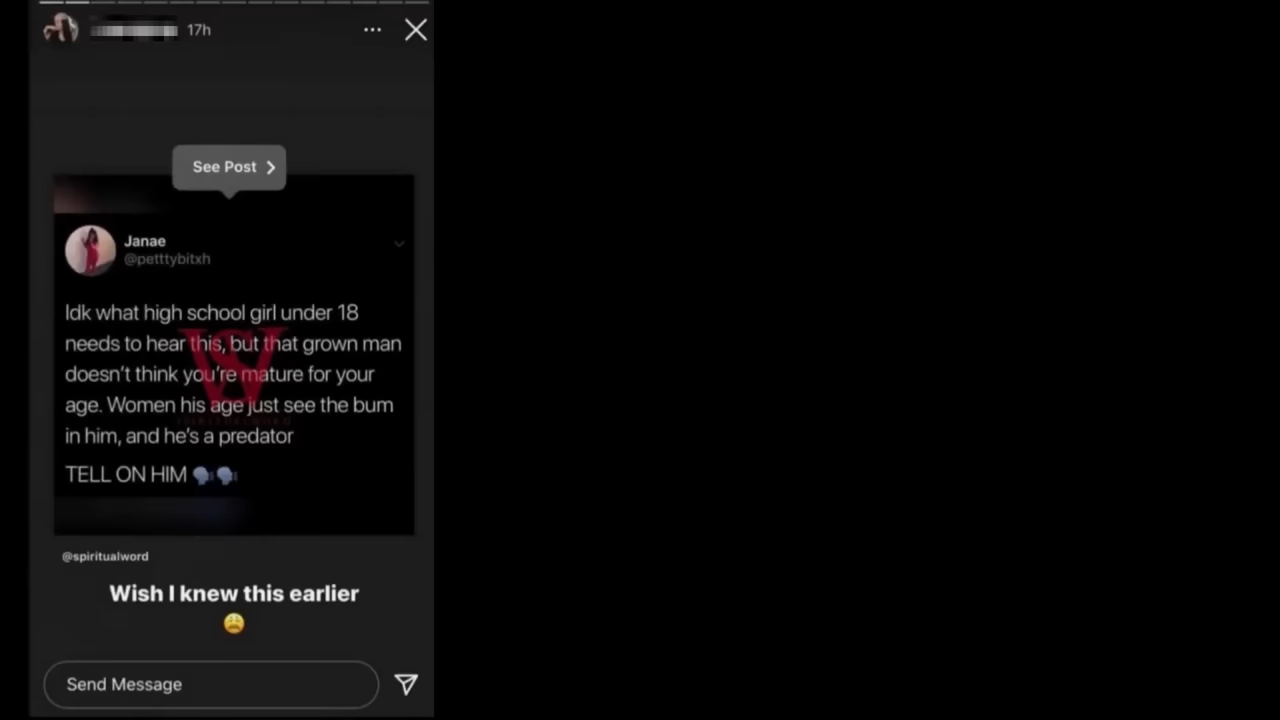 17h
See Post
Janae
@petttybitxh
Idk what high school girl under 18
needs to hear this, but that grown man
doesn't think you're mature for your
age. Women his age just see the bum
in him, and he's a predator
TELL ON HIM 🗣️🗣️
@spiritualword
Wish I knew this earlier
😩
Send Message